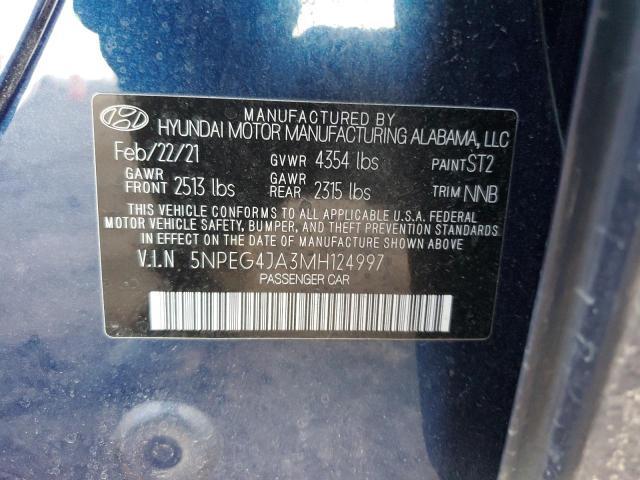 MANUFACTURED BY
HYUNDAI MOTOR MANUFACTURING ALABAMA, LLC
Feb/22/21 GVWR 4354 lbs PAINT ST2
GAWR FRONT 2513 lbs GAWR REAR 2315 lbs TRIM NNB
THIS VEHICLE CONFORMS TO ALL APPLICABLE U.S.A. FEDERAL
MOTOR VEHICLE SAFETY, BUMPER, AND THEFT PREVENTION
STANDARDS IN EFFECT ON THE DATE OF MANUFACTURE SHOWN ABOVE.
V.I.N 5NPEG4JA3MH124997
PASSENGER CAR